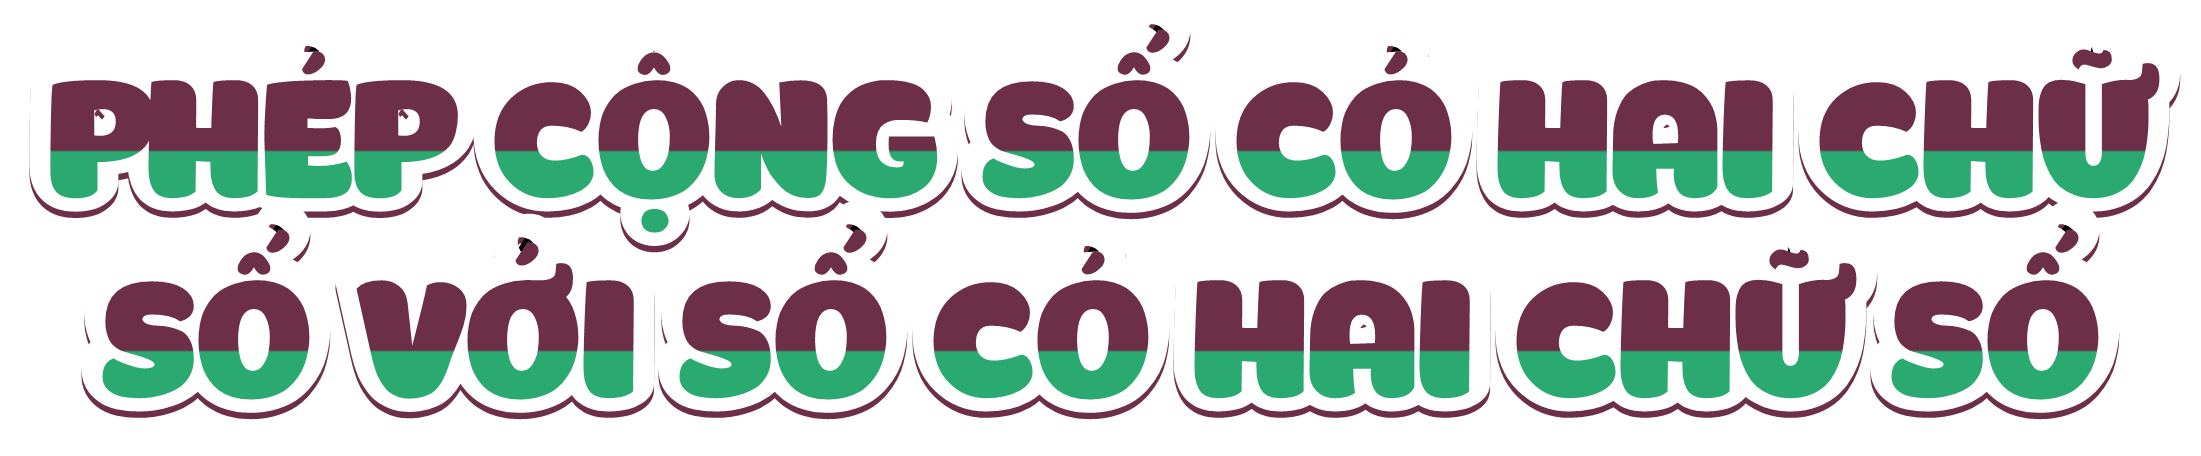 PHÉP CỘNG SỐ CÓ HAI CHỮ
SỐ VỚI SỐ CÓ HAI CHỮ SỐ